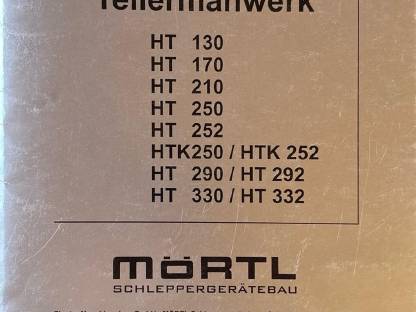 Tellermähwerk
HT 130
HT 170
HT 210
HT 250
HT 252
HTK250 / HTK 252
HT 290 / HT 292
HT 330 / HT 332
MÖRTL
SCHLEPPERGERÄTEBAU